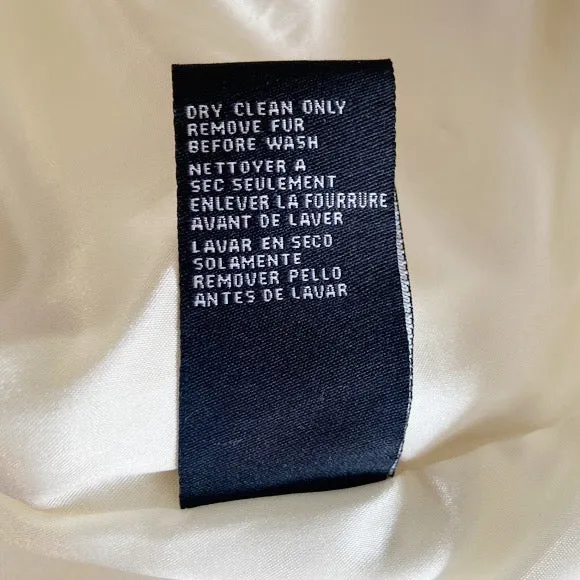 DRY CLEAN ONLY
REMOVE FUR
BEFORE WASH
NETTOYER A
SEC SEULEMENT
ENLEVER LA FOURRURE
AVANT DE LAVER
LAVAR EN SECO
SOLAMENTE
REMOVER PELLO
ANTES DE LAVAR